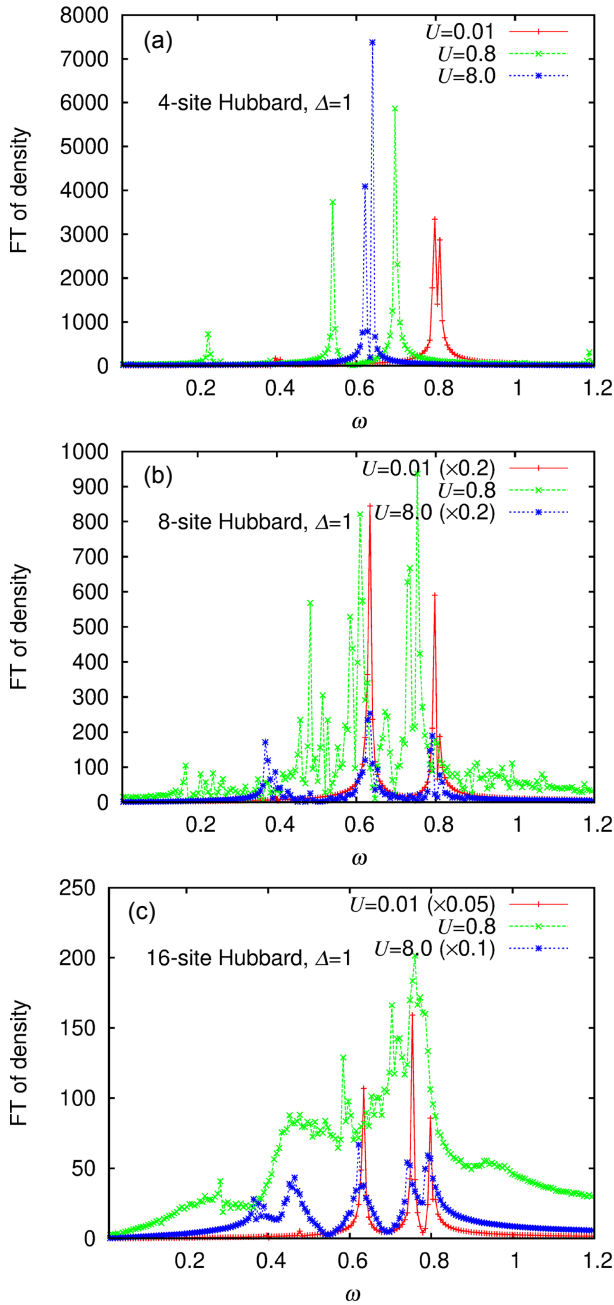 (a)
U=0.01
U=0.8
U=8.0
4-site Hubbard, Δ=1
FT of density
8000
7000
6000
5000
4000
3000
2000
1000
0
0.2 0.4 0.6 0.8 1 1.2
ω
(b)
U=0.01 (×0.2)
U=0.8
U=8.0 (×0.2)
8-site Hubbard, Δ=1
FT of density
1000
900
800
700
600
500
400
300
200
100
0
0.2 0.4 0.6 0.8 1 1.2
ω
(c)
U=0.01 (×0.05)
U=0.8
U=8.0 (×0.1)
16-site Hubbard, Δ=1
FT of density
250
200
150
100
50
0
0.2 0.4 0.6 0.8 1 1.2
ω